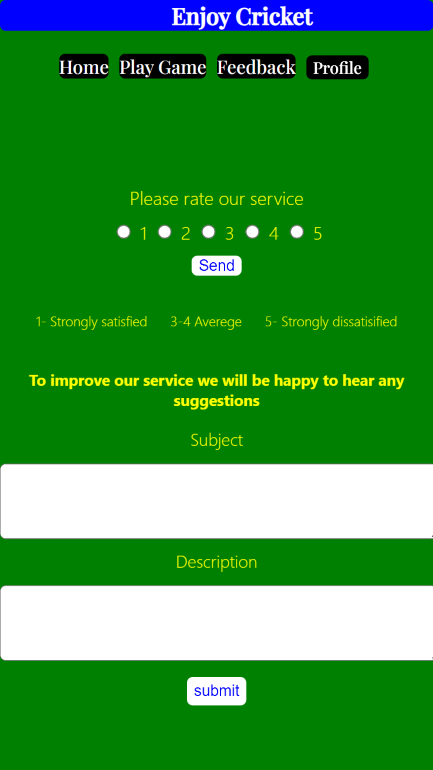 Enjoy Cricket
Home Play Game Feedback Profile
Please rate our service
1 2 3 4 5
Send
1- Strongly satisfied 3-4 Averege 5- Strongly dissatisified
To improve our service we will be happy to hear any
suggestions
Subject
Description
submit